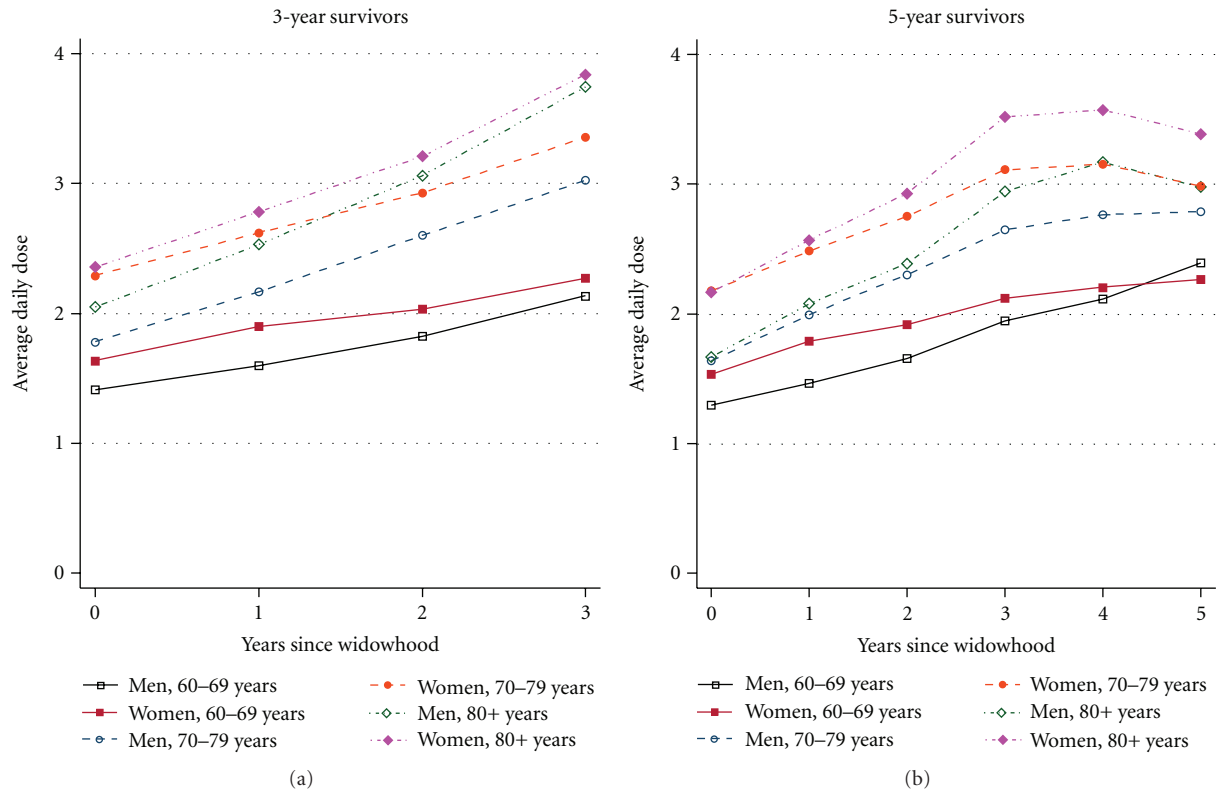 3-year survivors
4
3
2
1
0
Average daily dose
0 1 2 3
Years since widowhood
Men, 60–69 years
Women, 60–69 years
Men, 70–79 years
Women, 70–79 years
Men, 80+ years
Women, 80+ years
(a)
5-year survivors
4
3
2
1
0
Average daily dose
0 1 2 3 4 5
Years since widowhood
Men, 60–69 years
Women, 60–69 years
Men, 70–79 years
Women, 70–79 years
Men, 80+ years
Women, 80+ years
(b)